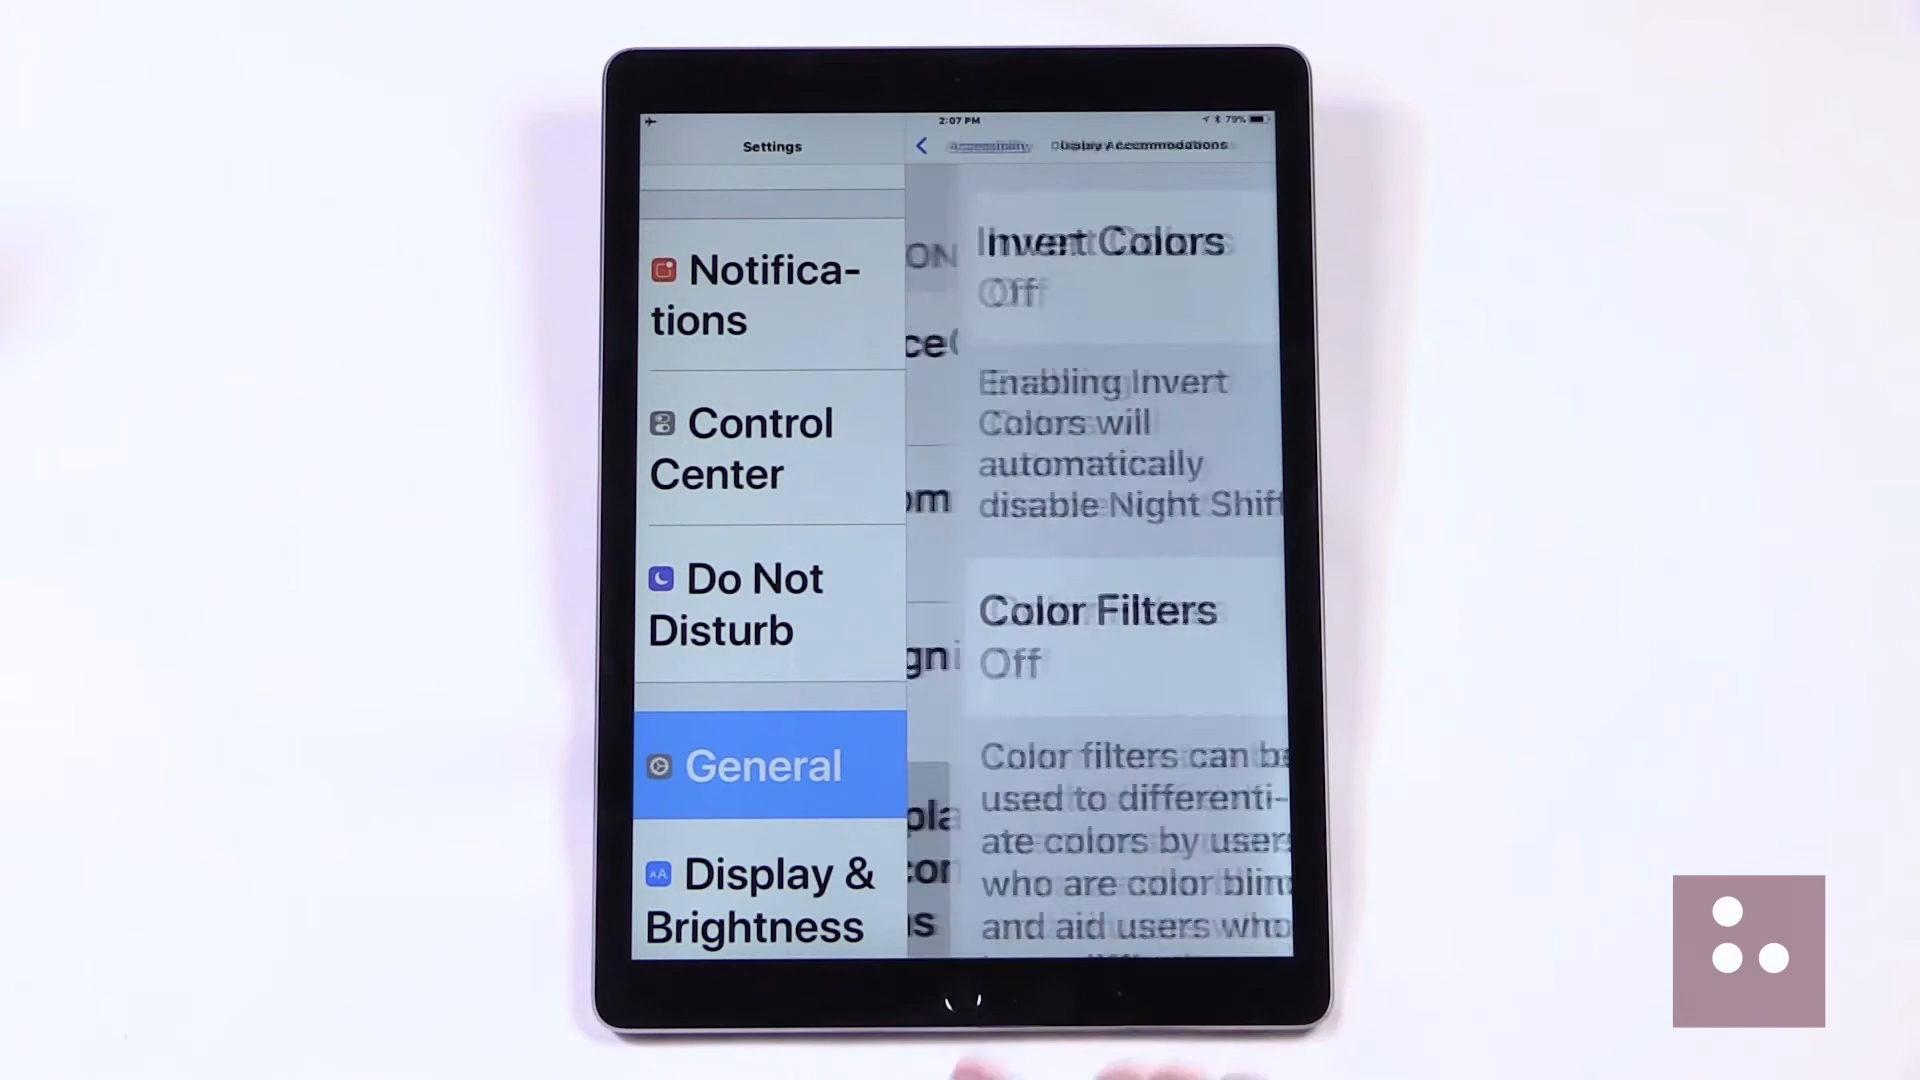 2:07 PM
79%
Settings
Accessibility
Display Accommodations
Notifica-
tions
Control
Center
Do Not
Disturb
General
Display &
Brightness
Invert Colors
Off
Enabling Invert
Colors will
automatically
disable Night Shift
Color Filters
Off
Color filters can be
used to differenti-
ate colors by users
who are color blind
and aid users who